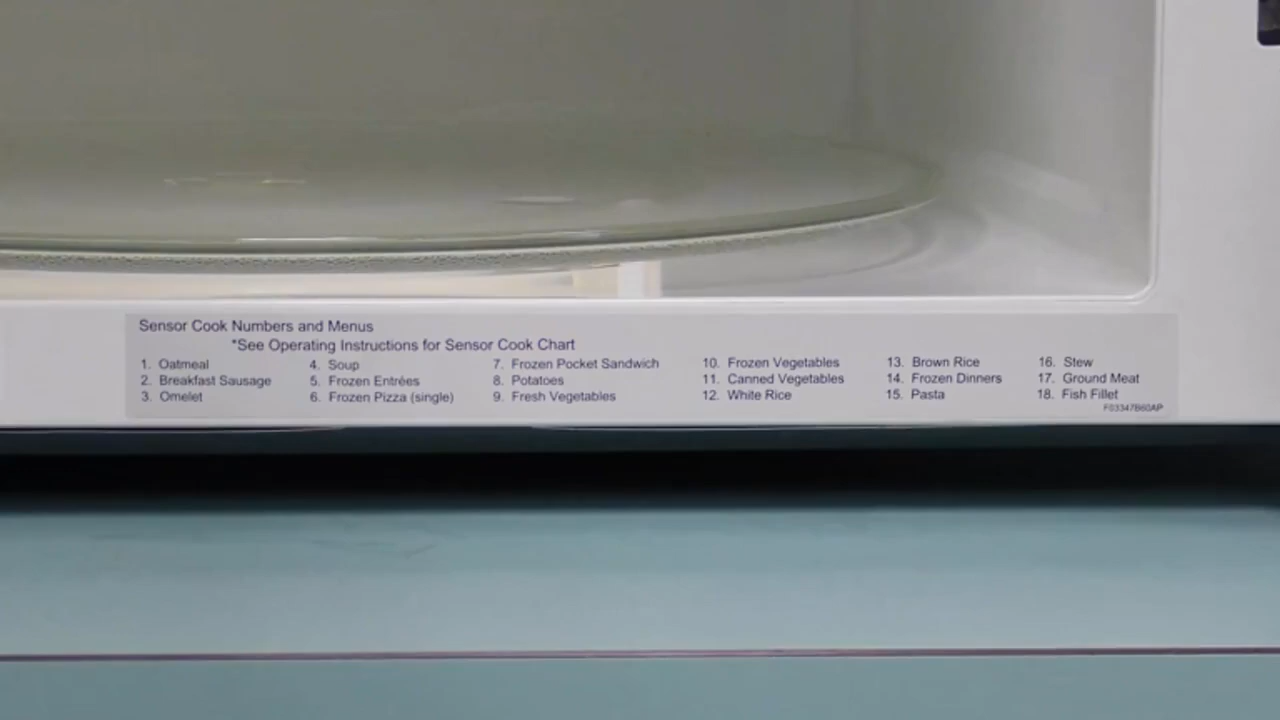 Sensor Cook Numbers and Menus
*See Operating Instructions for Sensor Cook Chart
1. Oatmeal 4. Soup 7. Frozen Pocket Sandwich 10. Frozen Vegetables 13. Brown Rice 16. Stew
2. Breakfast Sausage 5. Frozen Entrées 8. Potatoes 11. Canned Vegetables 14. Frozen Dinners 17. Ground Meat
3. Omelet 6. Frozen Pizza (single) 9. Fresh Vegetables 12. White Rice 15. Pasta 18. Fish Fillet
F03347B60AP